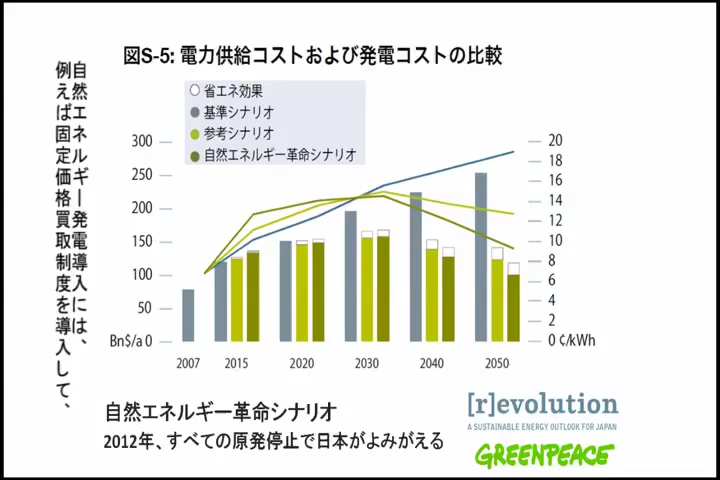 図S-5: 電力供給コストおよび発電コストの比較
自然エネルギー発電導入には、
例えば固定価格買取制度を導入して、
省エネ効果
基準シナリオ
参考シナリオ
自然エネルギー革命シナリオ
300
250
200
150
100
50
Bn$/a 0
20
18
16
14
12
10
8
6
4
2
0 ¢/kWh
2007 2015 2020 2030 2040 2050
自然エネルギー革命シナリオ
2012年、すべての原発停止で日本がよみがえる
[r]evolution
A SUSTAINABLE ENERGY OUTLOOK FOR JAPAN
GREENPEACE